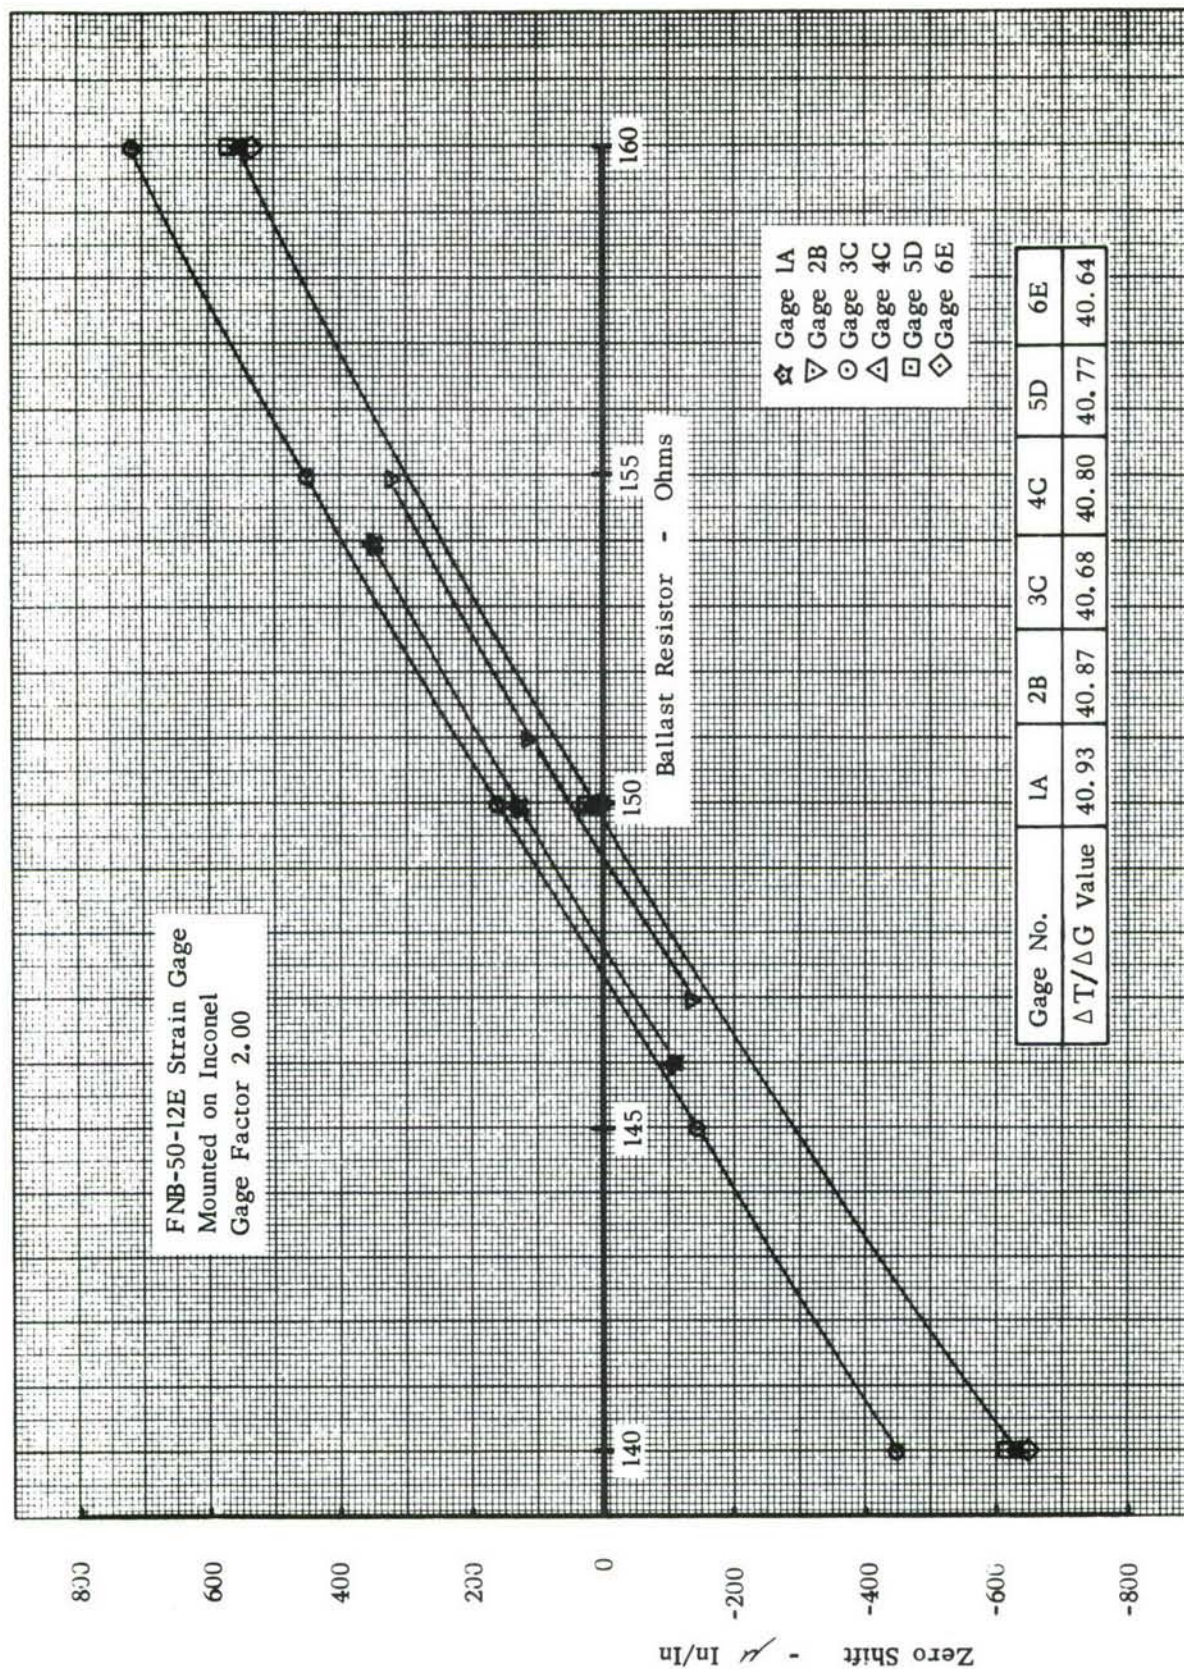 FNB-50-12E Strain Gage
Mounted on Inconel
Gage Factor 2.00
800
600
400
200
0
-200
-400
-600
-800
Zero Shift - μ In/In
140
145
150
155
160
Ballast Resistor - Ohms
Gage 1A
Gage 2B
Gage 3C
Gage 4C
Gage 5D
Gage 6E
Gage No. 1A 2B 3C 4C 5D 6E
Δ T/Δ G Value 40.93 40.87 40.68 40.80 40.77 40.64